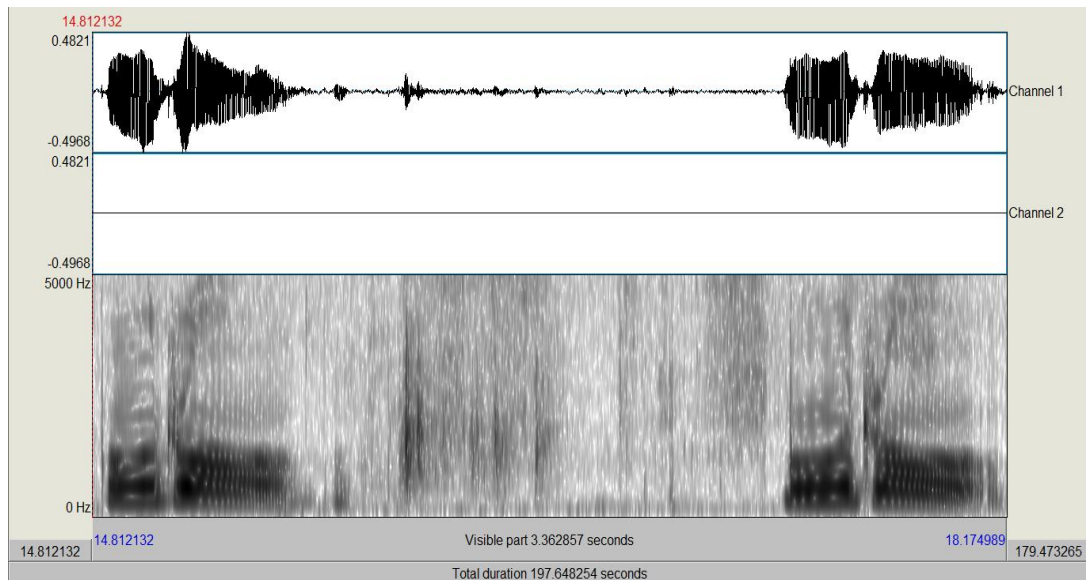 14.812132
0.4821
Channel 1
-0.4968
0.4821
Channel 2
-0.4968
5000 Hz
0 Hz
14.812132 Visible part 3.362857 seconds 18.174989
14.812132 179.473265
Total duration 197.648254 seconds